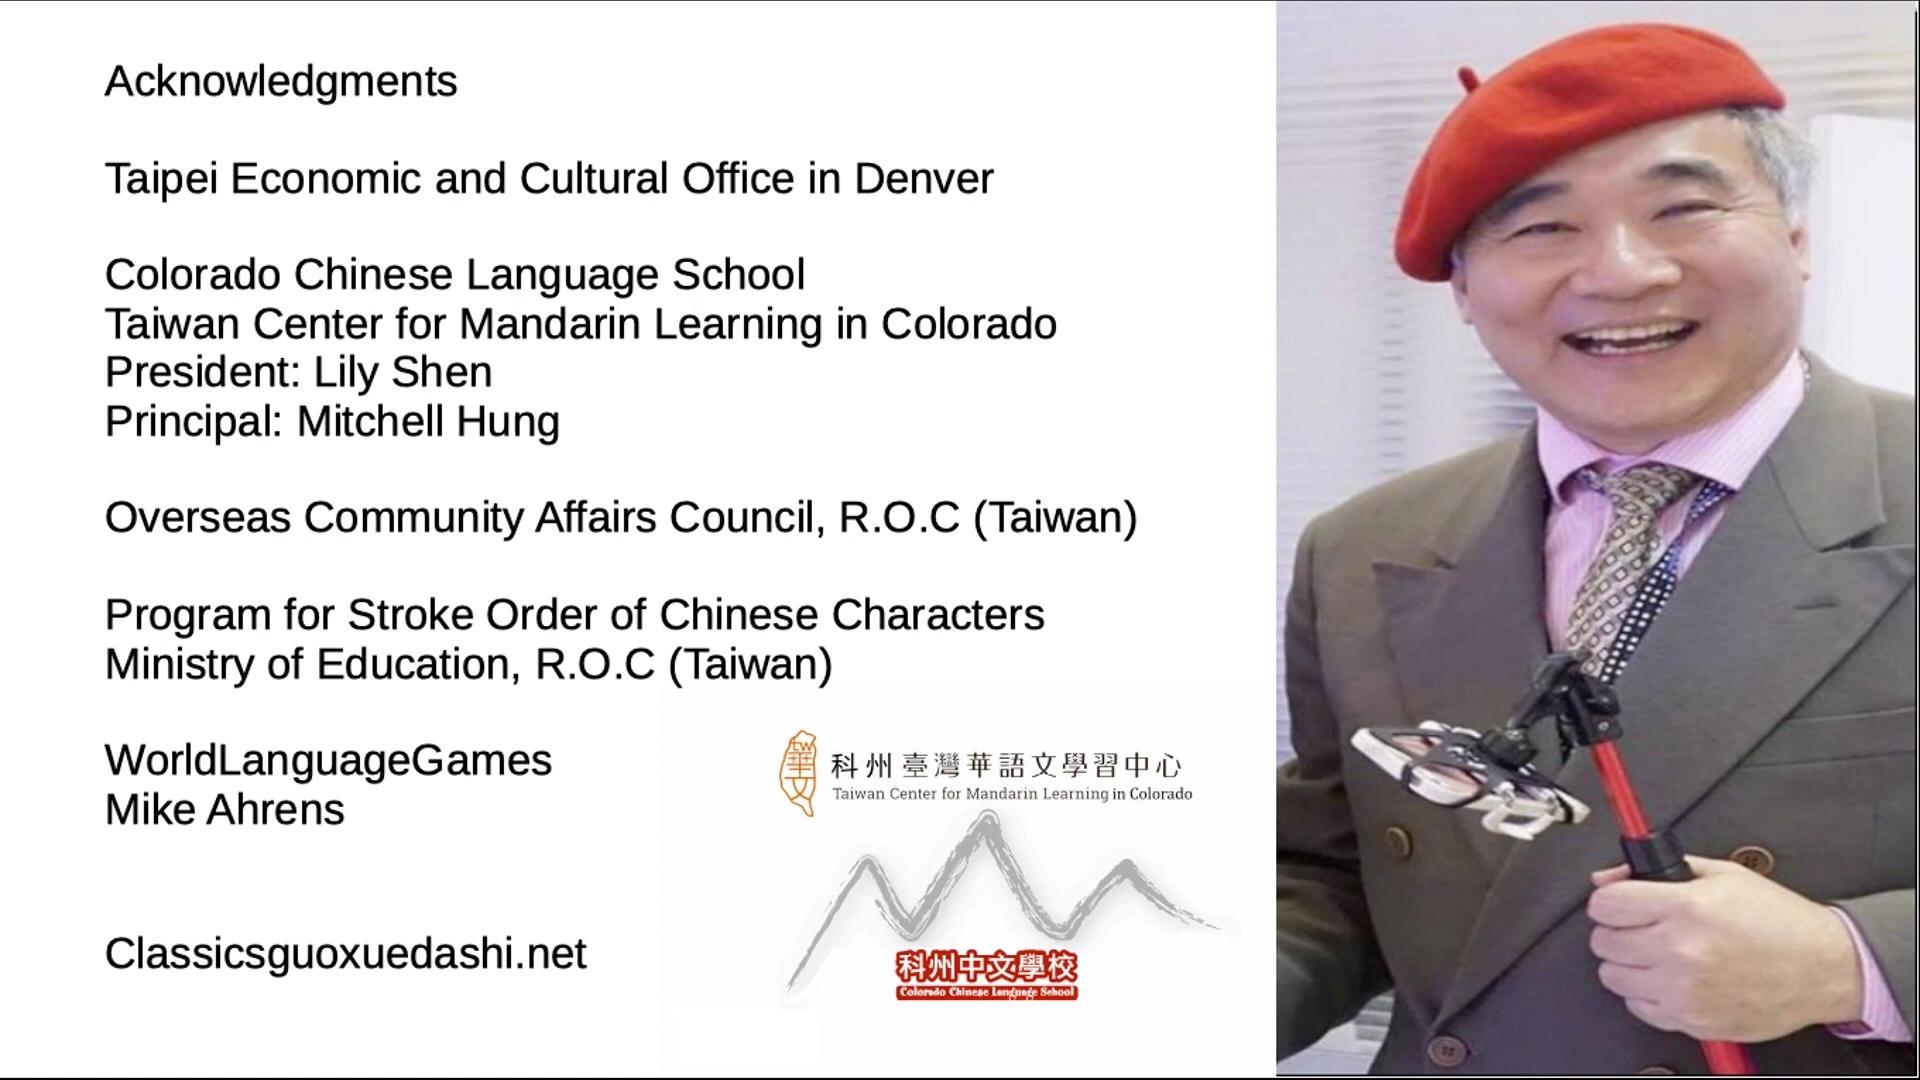 Acknowledgments
Taipei Economic and Cultural Office in Denver
Colorado Chinese Language School
Taiwan Center for Mandarin Learning in Colorado
President: Lily Shen
Principal: Mitchell Hung
Overseas Community Affairs Council, R.O.C (Taiwan)
Program for Stroke Order of Chinese Characters
Ministry of Education, R.O.C (Taiwan)
WorldLanguageGames
Mike Ahrens
Classicsguoxuedashi.net
tw
華
文
科州臺灣華語文學習中心
Taiwan Center for Mandarin Learning in Colorado
科州中文學校
Colorado Chinese Language School